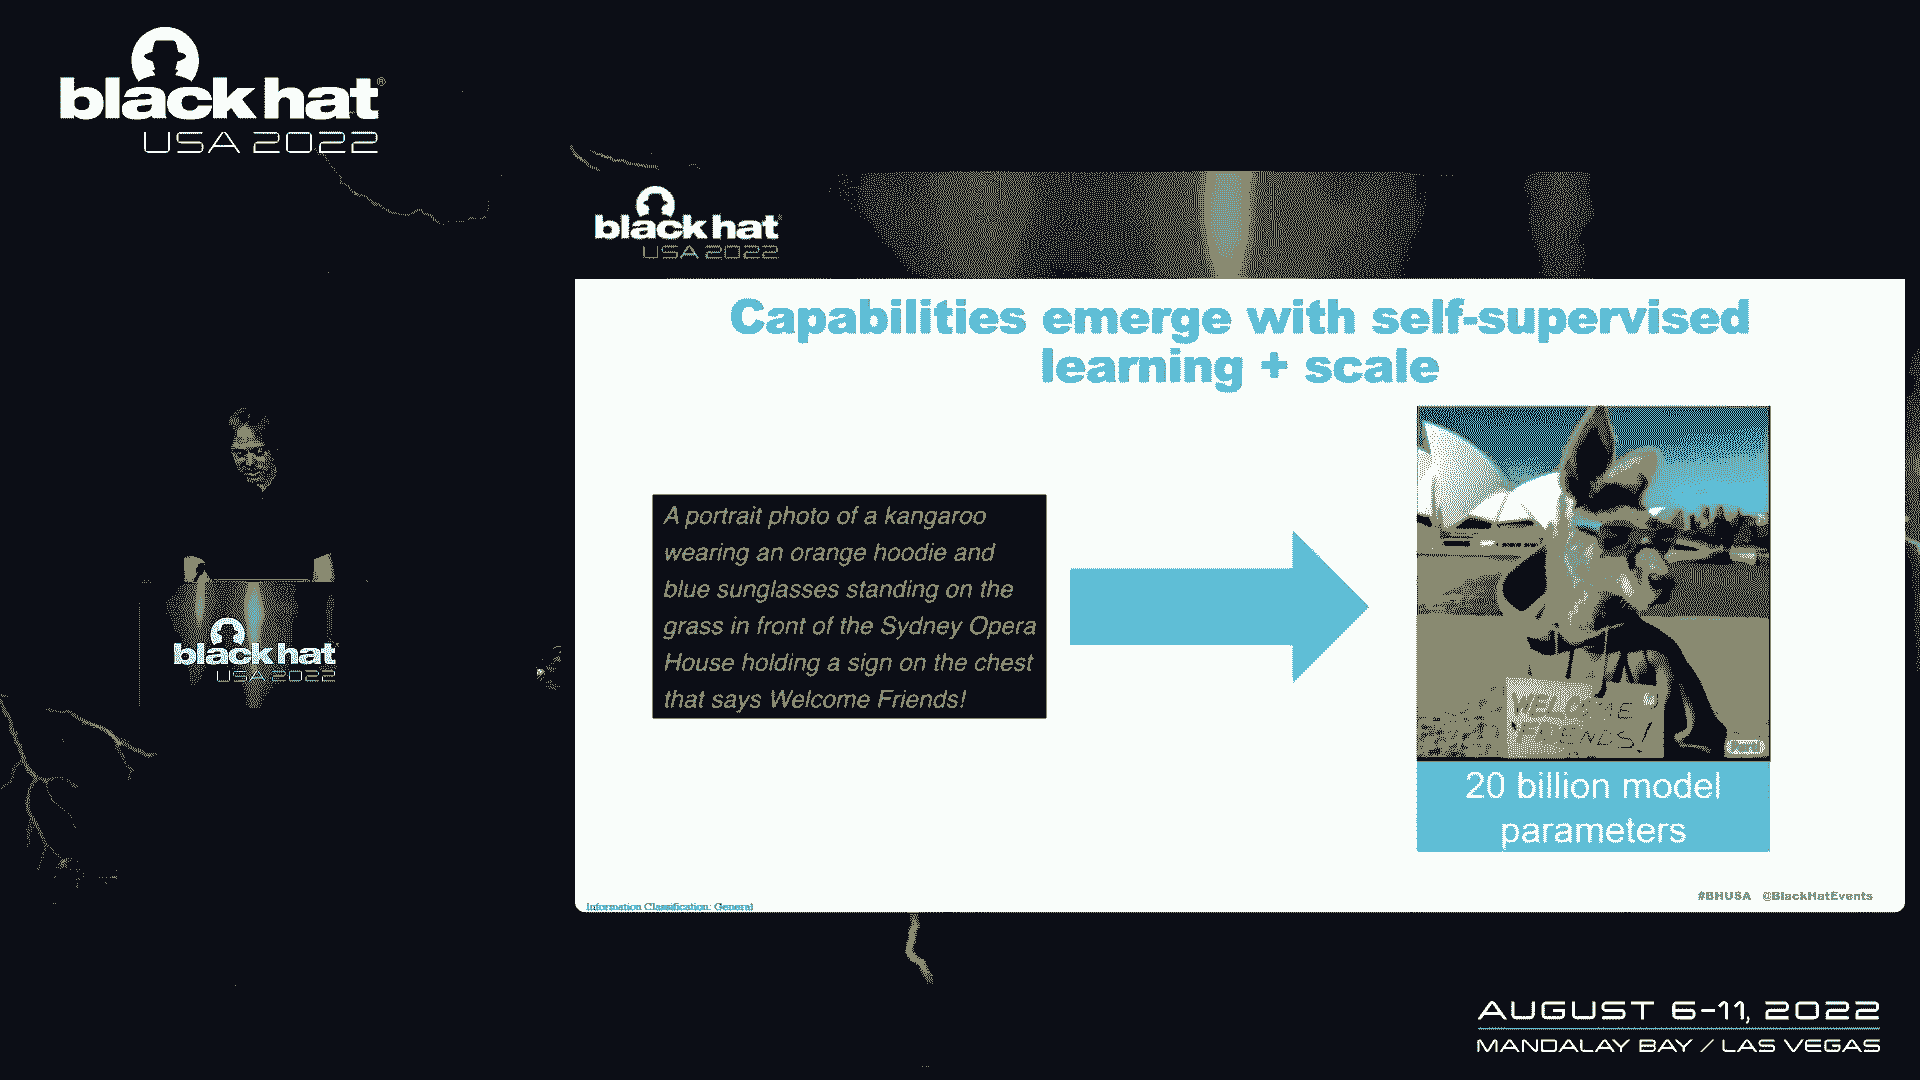 black hat®
USA 2022
black hat
USA 2022
Capabilities emerge with self-supervised
learning + scale
A portrait photo of a kangaroo
wearing an orange hoodie and
blue sunglasses standing on the
grass in front of the Sydney Opera
House holding a sign on the chest
that says Welcome Friends!
WELCOME
FRIENDS!
20 billion model
parameters
#BHUSA @BlackHatEvents
Information Classification: General
black hat
USA 2022
AUGUST 6-11, 2022
MANDALAY BAY / LAS VEGAS